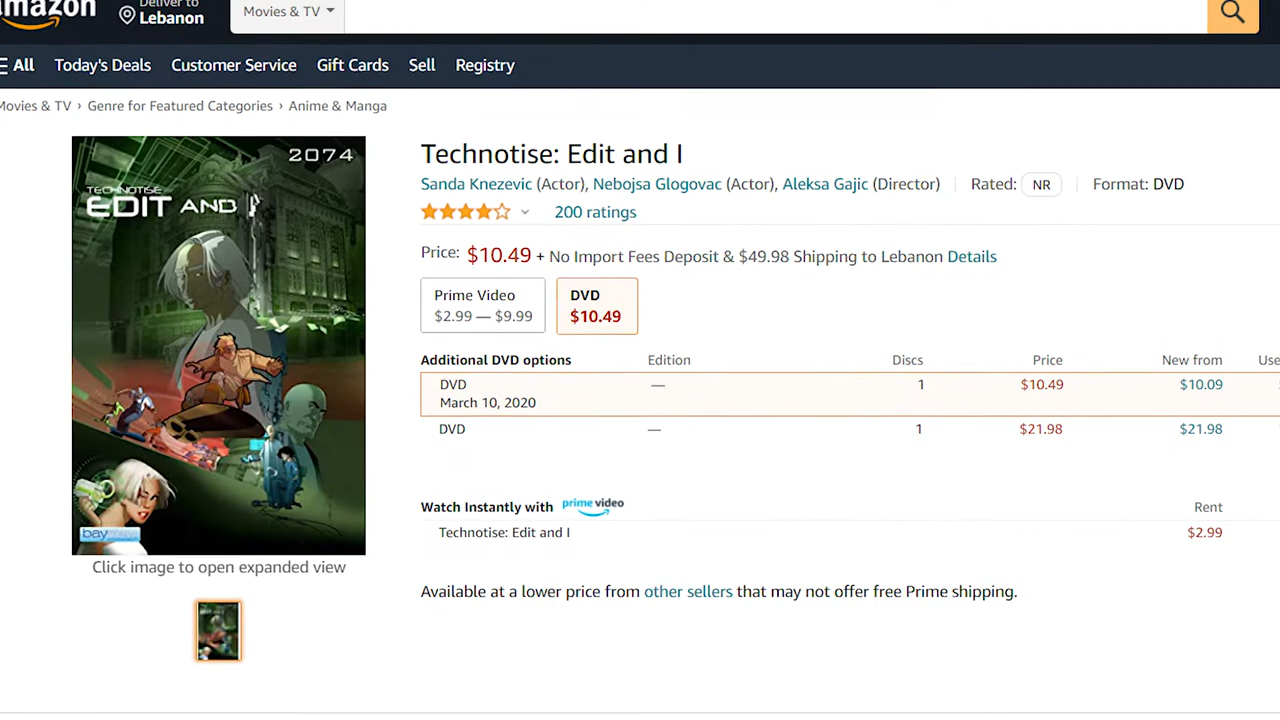 amazon
Deliver to
Lebanon
Movies & TV
All
Today's Deals
Customer Service
Gift Cards
Sell
Registry
Movies & TV › Genre for Featured Categories › Anime & Manga
2074
TECHNOTISE
EDIT AND I
bay
Click image to open expanded view
Technotise: Edit and I
Sanda Knezevic (Actor), Nebojsa Glogovac (Actor), Aleksa Gajic (Director) Rated: NR Format: DVD
200 ratings
Price: $10.49 + No Import Fees Deposit & $49.98 Shipping to Lebanon Details
Prime Video
$2.99 — $9.99
DVD
$10.49
Additional DVD options Edition Discs Price New from Use
DVD — 1 $10.49 $10.09
March 10, 2020
DVD — 1 $21.98 $21.98
Watch Instantly with prime video Rent
Technotise: Edit and I $2.99
Available at a lower price from other sellers that may not offer free Prime shipping.